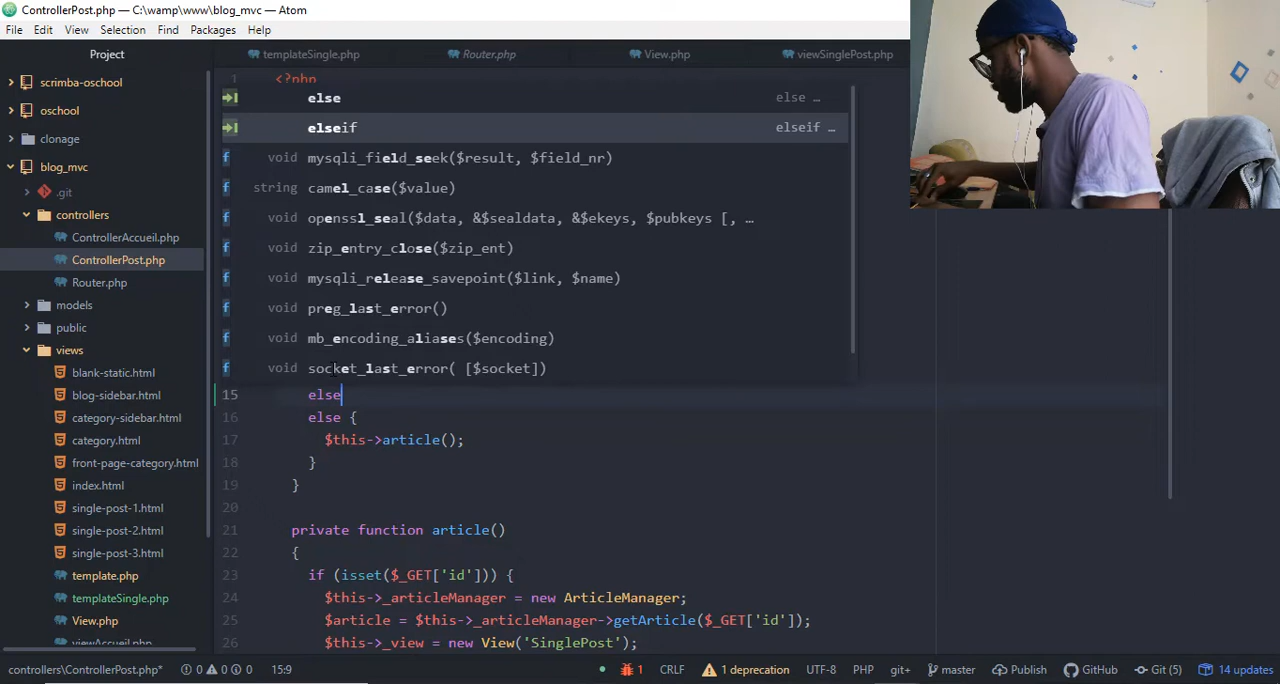 ControllerPost.php — C:\wamp\www\blog_mvc — Atom
File Edit View Selection Find Packages Help
Project
templateSingle.php Router.php View.php viewSinglePost.php
scrimba-oschool
oschool
clonage
blog_mvc
.git
controllers
ControllerAccueil.php
ControllerPost.php
Router.php
models
public
views
blank-static.html
blog-sidebar.html
category-sidebar.html
category.html
front-page-category.html
index.html
single-post-1.html
single-post-2.html
single-post-3.html
template.php
templateSingle.php
View.php
viewAccueil.php
1 <?php
else else …
elseif elseif …
f void mysqli_field_seek($result, $field_nr)
f string camel_case($value)
f void openssl_seal($data, &$sealdata, &$ekeys, $pubkeys [, …
f void zip_entry_close($zip_ent)
f void mysqli_release_savepoint($link, $name)
f void preg_last_error()
f void mb_encoding_aliases($encoding)
f void socket_last_error( [$socket])
15 else
16 else {
17 $this->article();
18 }
19 }
20
21 private function article()
22 {
23 if (isset($_GET['id'])) {
24 $this->_articleManager = new ArticleManager;
25 $article = $this->_articleManager->getArticle($_GET['id']);
26 $this->_view = new View('SinglePost');
controllers\ControllerPost.php* 0 0 0 15:9 1 CRLF 1 deprecation UTF-8 PHP git+ master Publish GitHub Git (5) 14 updates